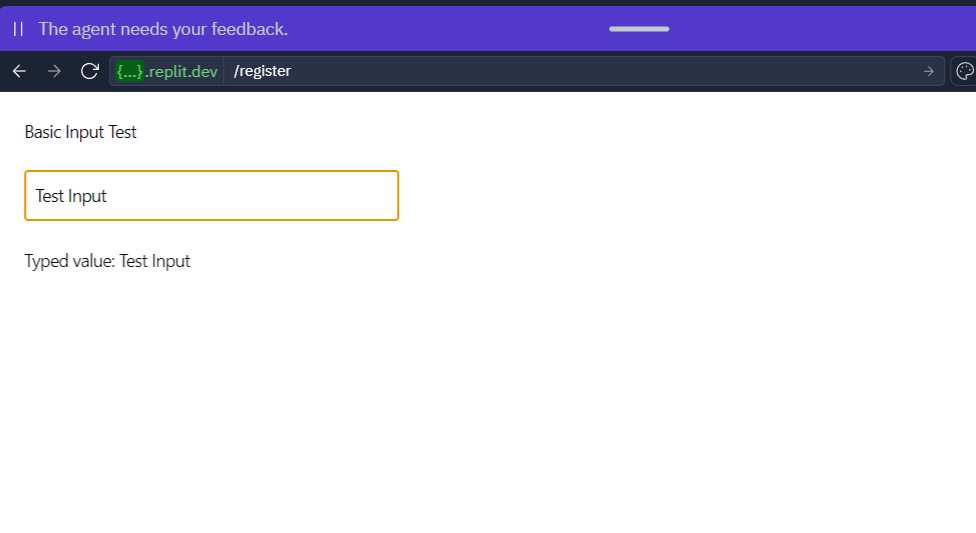 The agent needs your feedback.
{...}.replit.dev /register
Basic Input Test
Test Input
Typed value: Test Input